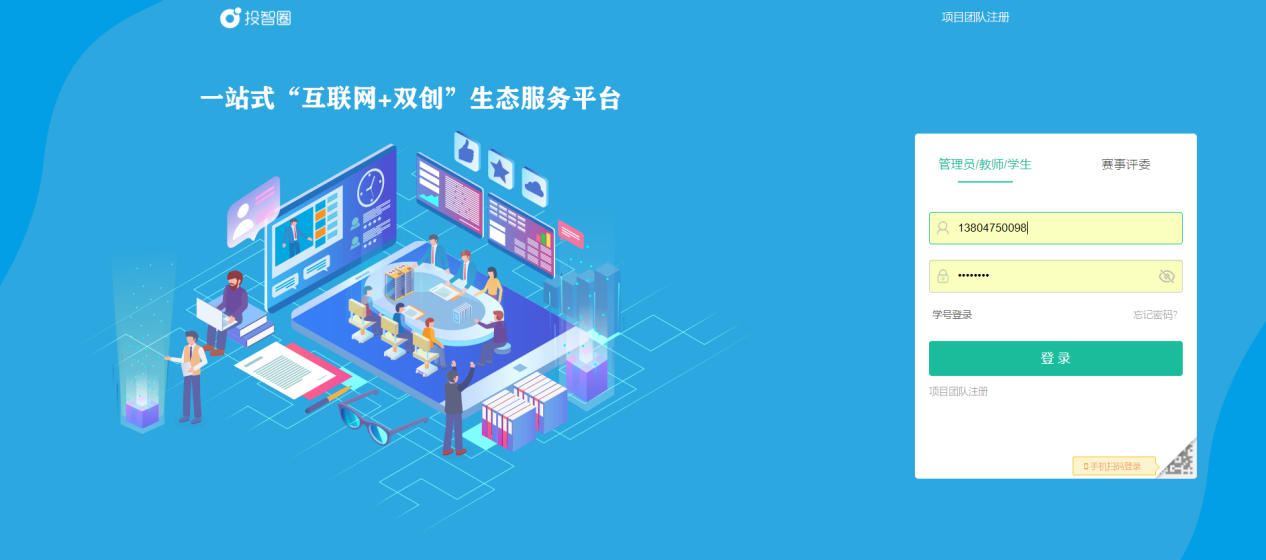 投智圈
项目团队注册
一站式“互联网+双创”生态服务平台
管理员/教师/学生
赛事评委
13804750098
••••••••
学号登录
忘记密码?
登 录
项目团队注册
手机扫码登录